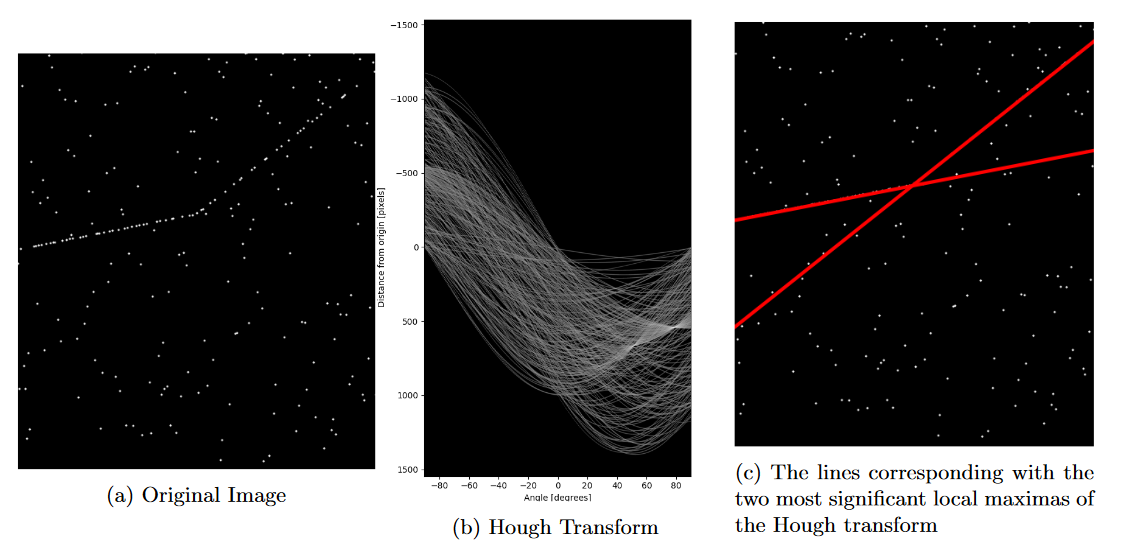 −1500
−1000
−500
0
500
1000
1500
Distance from origin [pixels]
−80 −60 −40 −20 0 20 40 60 80
Angle [degrees]
(a) Original Image
(b) Hough Transform
(c) The lines corresponding with the
two most significant local maximas of
the Hough transform